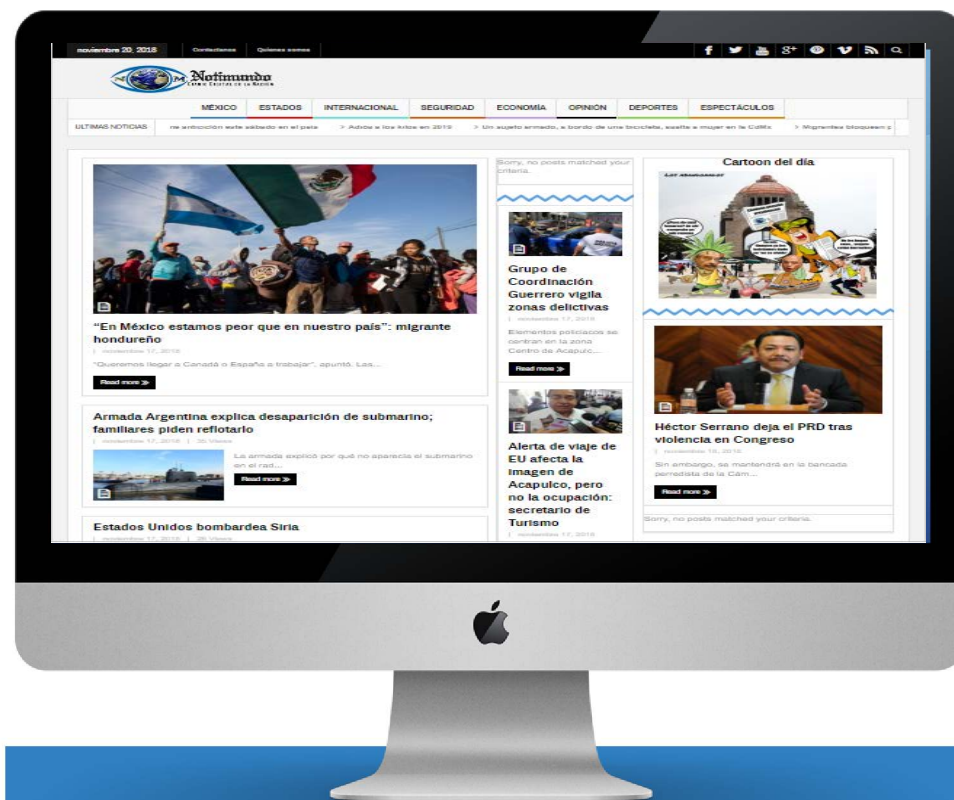 noviembre 20, 2018
Contactanos
Quienes somos
Notimundo
MÉXICO ESTADOS INTERNACIONAL SEGURIDAD ECONOMÍA OPINIÓN DEPORTES ESPECTÁCULOS
ULTIMAS NOTICIAS
este sábado en el país > Adiós a los kilos en 2019 > Un sujeto armado, a bordo de una bicicleta, asalta a mujer en la CdMx > Migrantes bloquean
“En México estamos peor que en nuestro país”: migrante
hondureño
| noviembre 17, 2018
"Queremos llegar a Canadá o España a trabajar", apuntó. Las...
Read more
Armada Argentina explica desaparición de submarino;
familiares piden reflotarlo
| noviembre 17, 2018 | 35 Views
La armada explicó por qué no aparecía el submarino
en el rad...
Read more
Estados Unidos bombardea Siria
| noviembre 17, 2018 | 26 Views
Sorry, no posts matched your
criteria.
Grupo de
Coordinación
Guerrero vigila
zonas delictivas
| noviembre 17, 2018
Elementos policiacos se
centran en la zona
Centro de Acapulc...
Read more
Alerta de viaje de
EU afecta la
imagen de
Acapulco, pero
no la ocupación:
secretario de
Turismo
| noviembre 17, 2018
Cartoon del día
Héctor Serrano deja el PRD tras
violencia en Congreso
| noviembre 16, 2018
Sin embargo, se mantendrá en la bancada
perredista de la Cám...
Read more
Sorry, no posts matched your criteria.